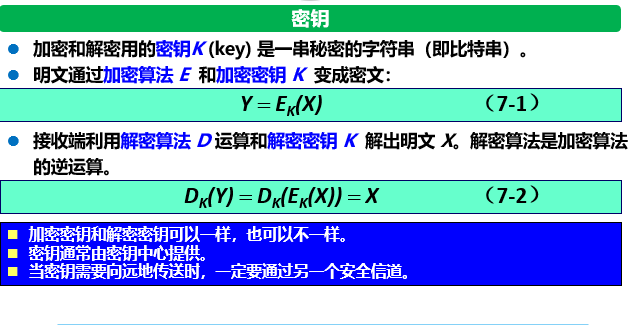 密钥
加密和解密用的密钥K (key) 是一串秘密的字符串（即比特串）。
明文通过加密算法 E 和加密密钥 K 变成密文：
Y = EK(X) （7-1）
接收端利用解密算法 D 运算和解密密钥 K 解出明文 X。解密算法是加密算法
的逆运算。
DK(Y) = DK(EK(X)) = X （7-2）
加密密钥和解密密钥可以一样，也可以不一样。
密钥通常由密钥中心提供。
当密钥需要向远地传送时，一定要通过另一个安全信道。